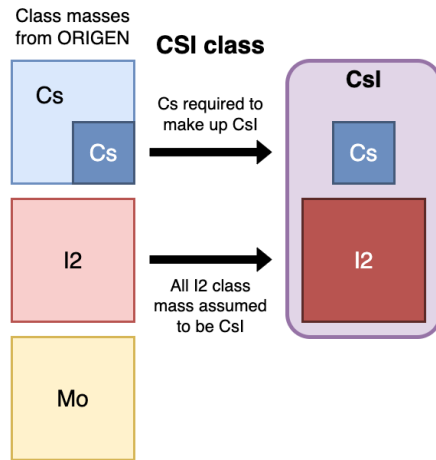 Class masses
from ORIGEN
CSI class
Cs
Cs
Cs required to
make up CsI
CsI
Cs
I2
All I2 class
mass assumed
to be CsI
I2
Mo